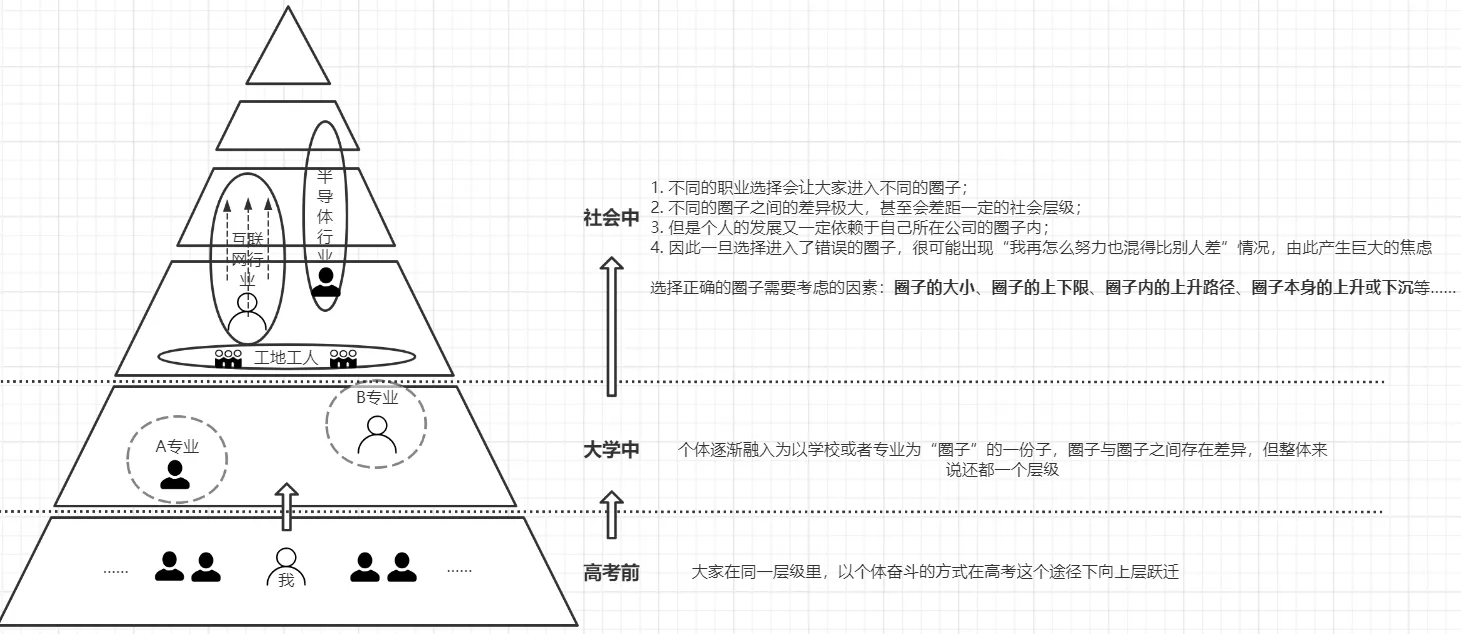 半
导
体
行
业
互联
网行
业
工地工人
B专业
A专业
……
我
……
社会中
1. 不同的职业选择会让大家进入不同的圈子；
2. 不同的圈子之间的差异极大，甚至会差距一定的社会层级；
3. 但是个人的发展又一定依赖于自己所在公司的圈子内；
4. 因此一旦选择进入了错误的圈子，很可能出现“我再怎么努力也混得比别人差”情况，由此产生巨大的焦虑
选择正确的圈子需要考虑的因素：圈子的大小、圈子的上下限、圈子内的上升路径、圈子本身的上升或下沉等……
大学中
个体逐渐融入为以学校或者专业为“圈子”的一份子，圈子与圈子之间存在差异，但整体来
说还都一个层级
高考前
大家在同一层级里，以个体奋斗的方式在高考这个途径下向上层跃迁